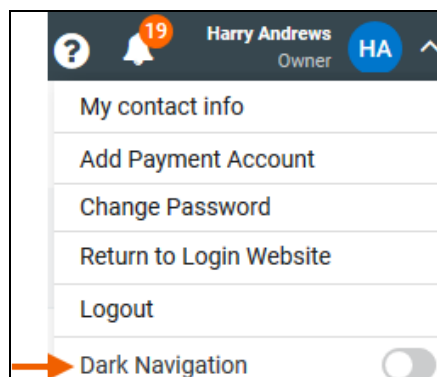 ? 19 Harry Andrews HA
Owner
My contact info
Add Payment Account
Change Password
Return to Login Website
Logout
Dark Navigation